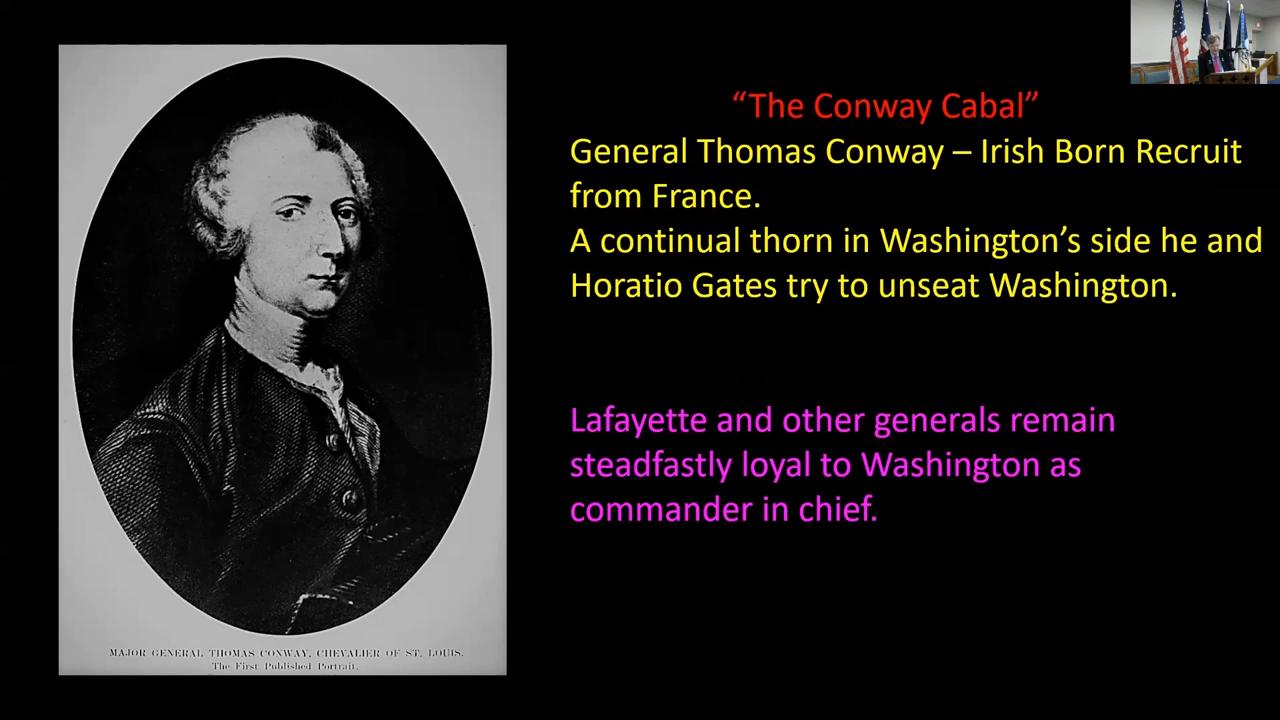 “The Conway Cabal”
General Thomas Conway – Irish Born Recruit
from France.
A continual thorn in Washington’s side he and
Horatio Gates try to unseat Washington.
Lafayette and other generals remain
steadfastly loyal to Washington as
commander in chief.
MAJOR GENERAL THOMAS CONWAY, CHEVALIER OF ST. LOUIS.
The First Published Portrait.